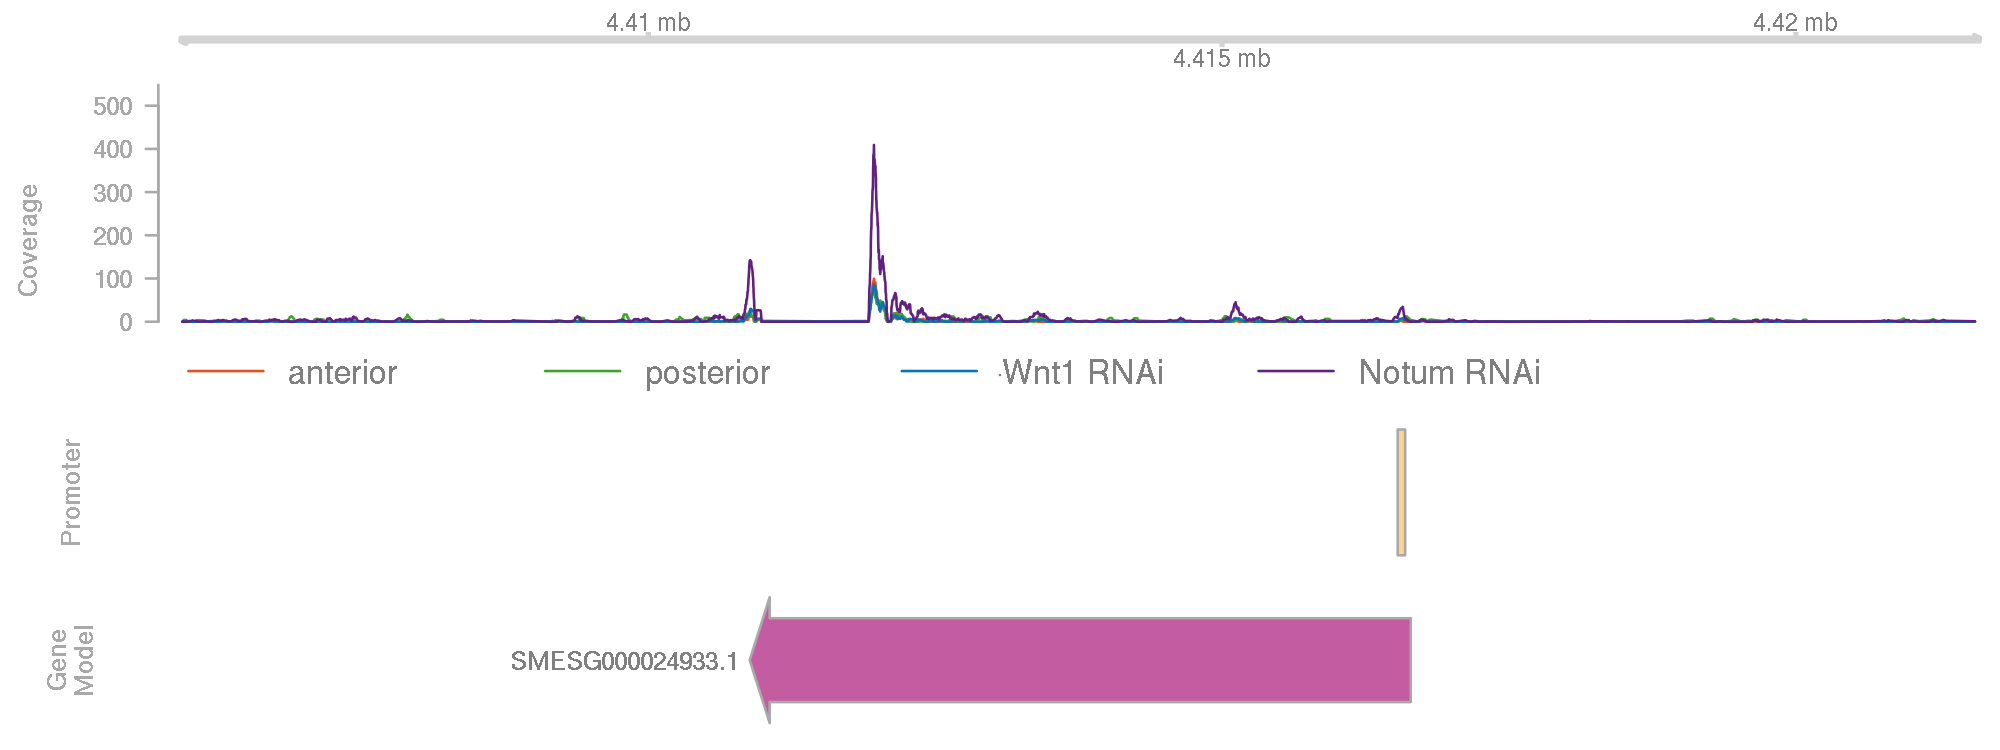 4.41 mb
4.42 mb
4.415 mb
500
400
300
200
100
0
Coverage
anterior
posterior
Wnt1 RNAi
Notum RNAi
Promoter
Gene
Model
SMESG000024933.1